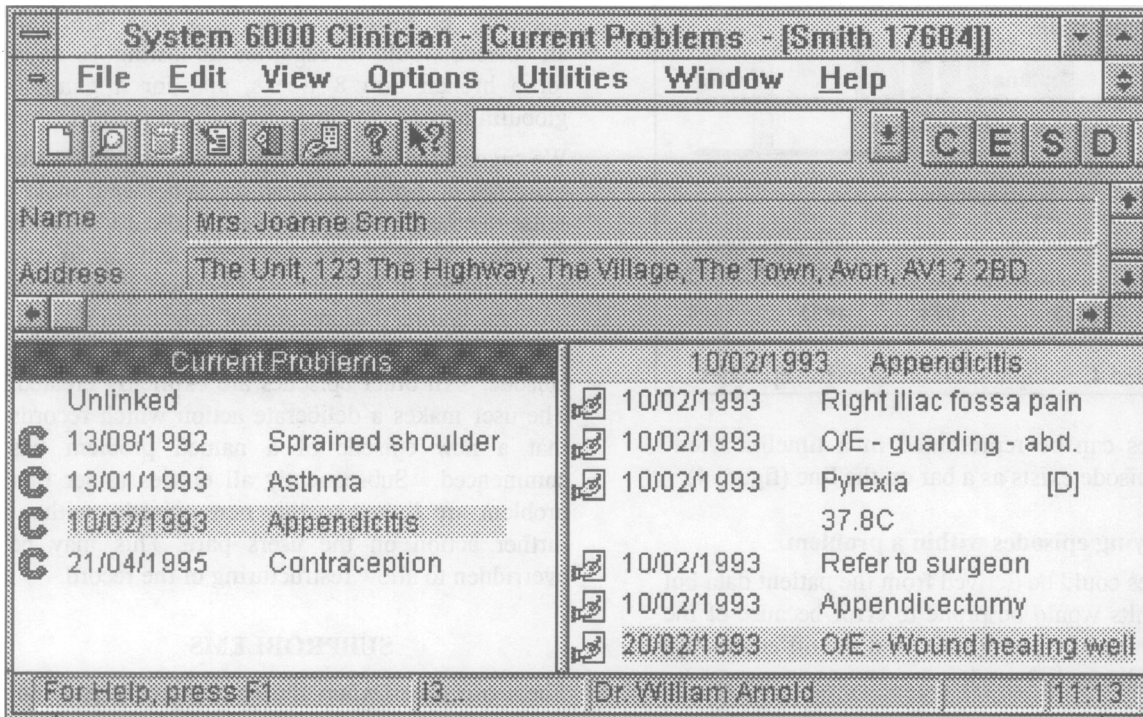 System 6000 Clinician - [Current Problems - [Smith 17684]]
File Edit View Options Utilities Window Help
C E S D
Name Mrs. Joanne Smith
Address The Unit, 123 The Highway, The Village, The Town, Avon, AV12 2BD
Current Problems
Unlinked
C 13/08/1992 Sprained shoulder
C 13/01/1993 Asthma
C 10/02/1993 Appendicitis
C 21/04/1995 Contraception
10/02/1993 Appendicitis
10/02/1993 Right iliac fossa pain
10/02/1993 O/E - guarding - abd.
10/02/1993 Pyrexia [D]
37.8C
10/02/1993 Refer to surgeon
10/02/1993 Appendicectomy
20/02/1993 O/E - Wound healing well
For Help, press F1 13... Dr. William Arnold 11:13